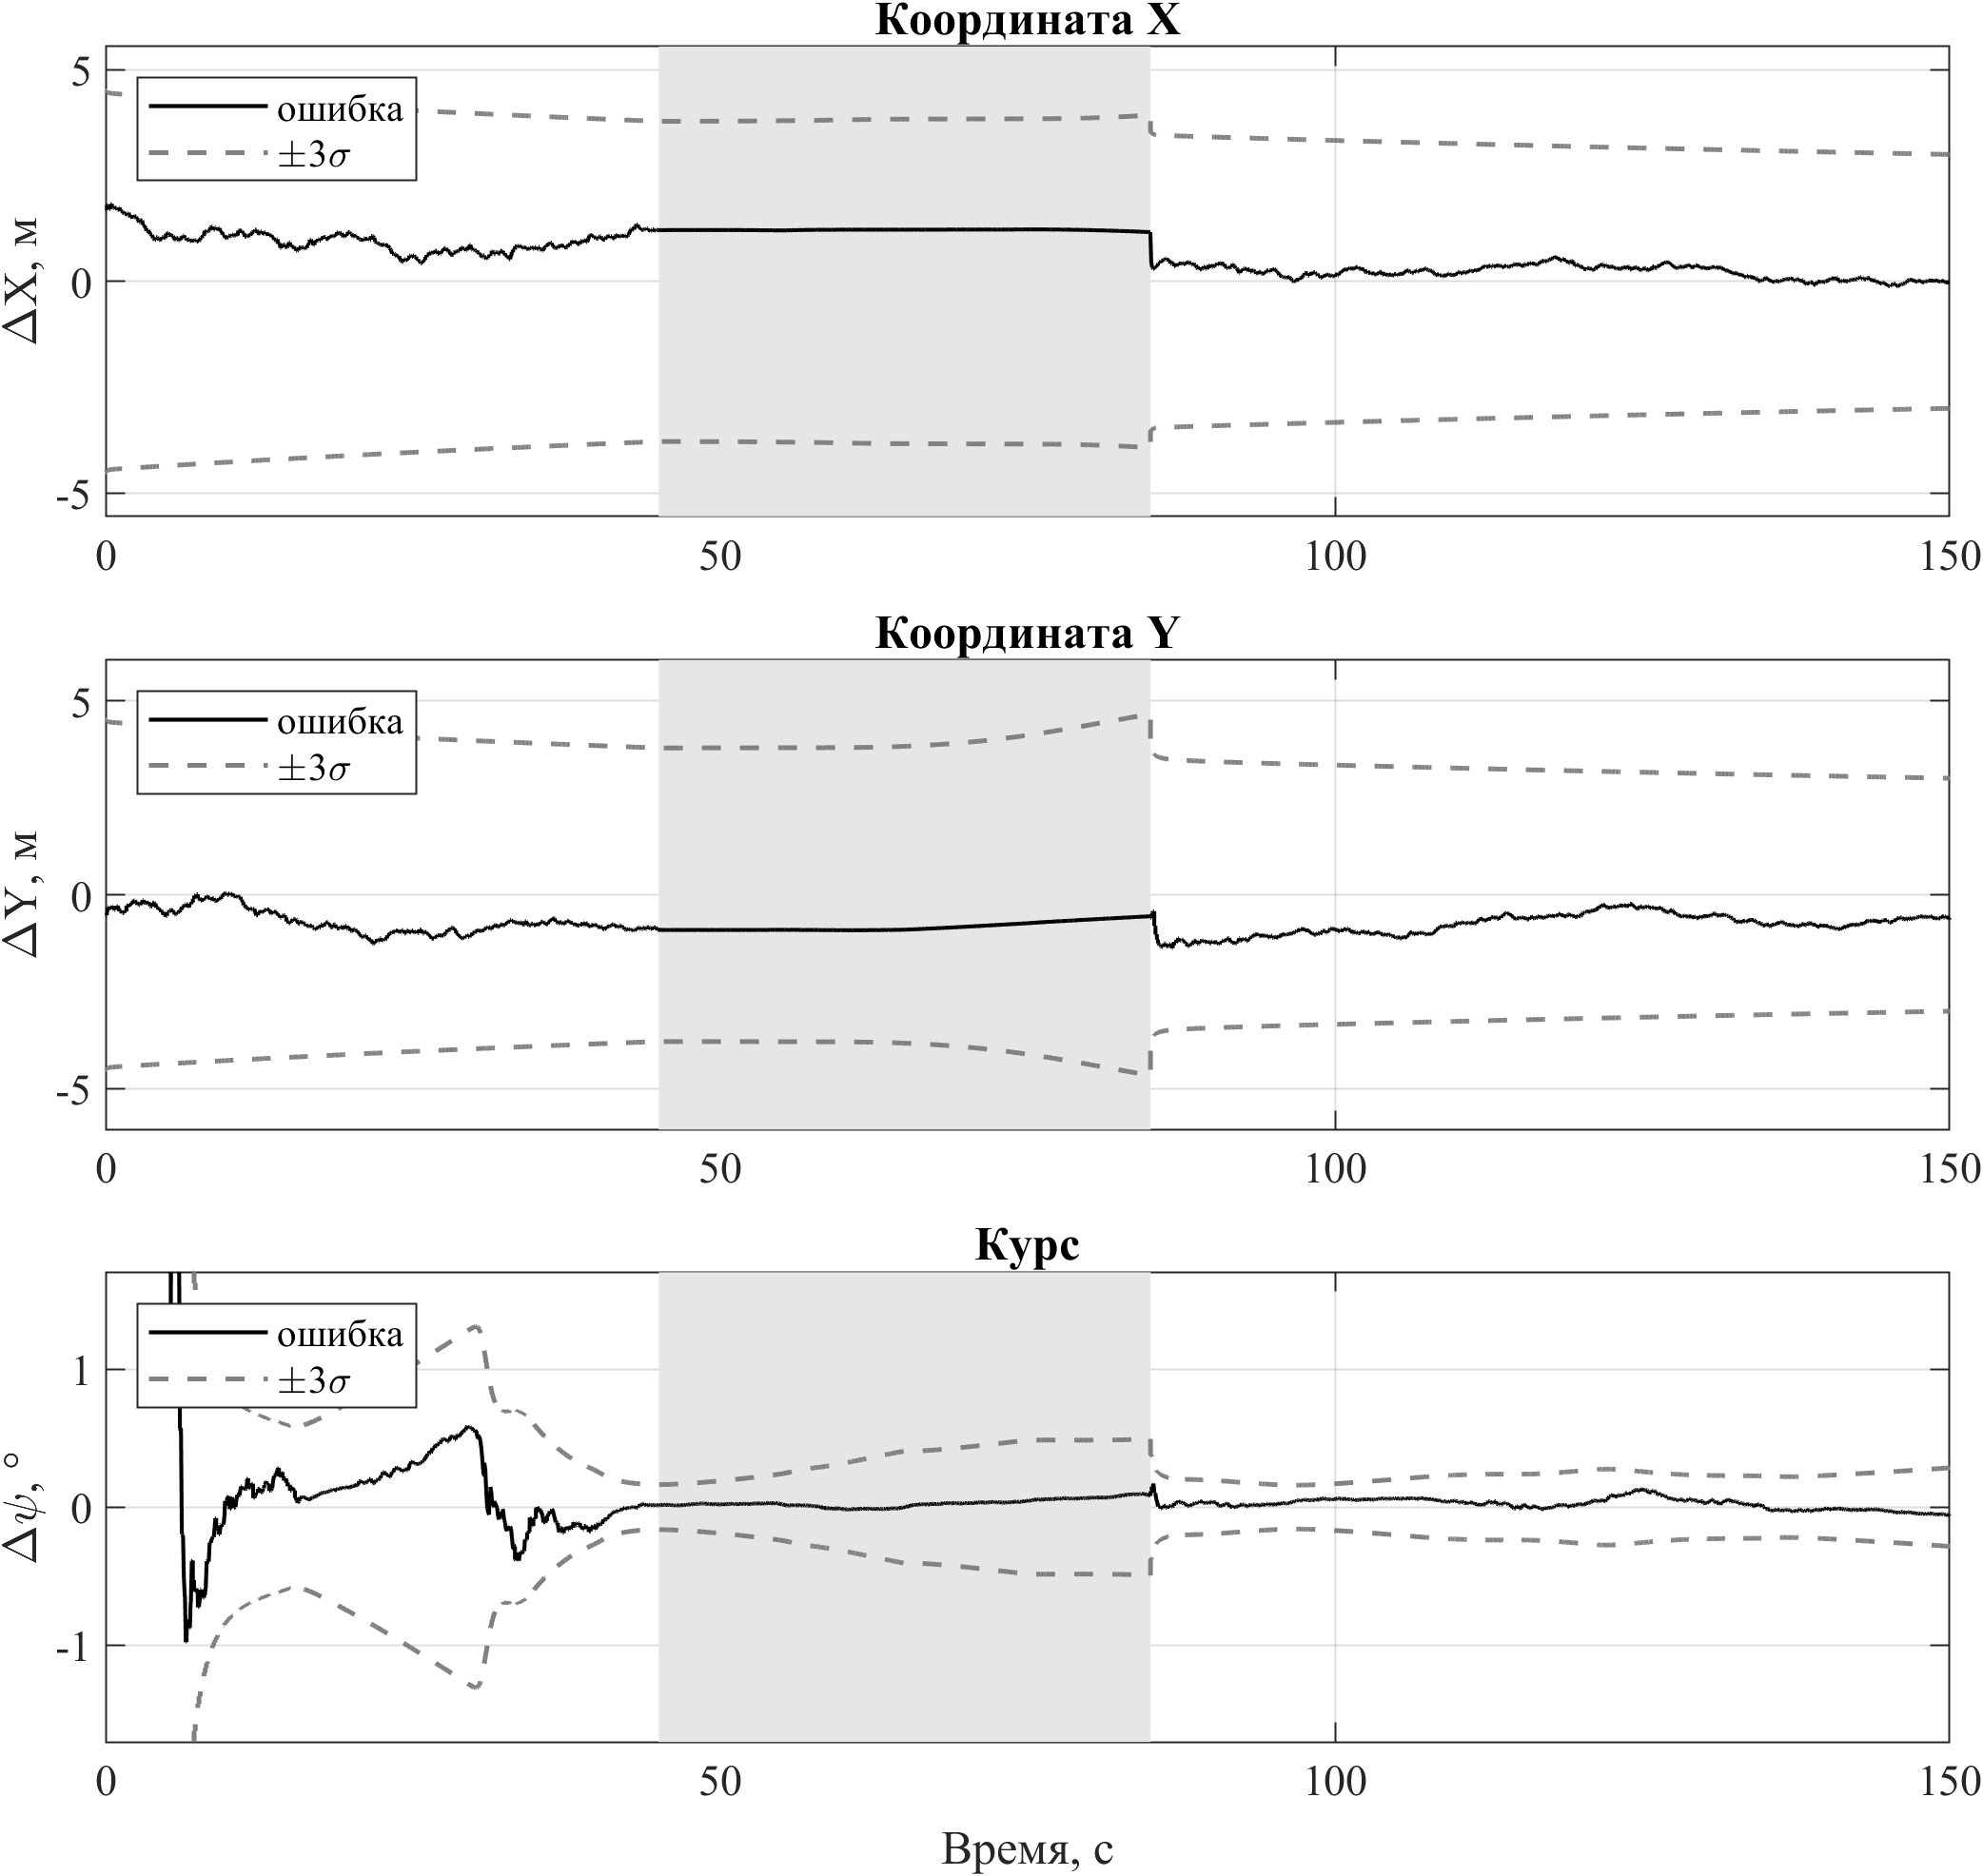 Координата X
5
0
-5
ΔX, м
ошибка
±3σ
0 50 100 150
Координата Y
5
0
-5
ΔY, м
ошибка
±3σ
0 50 100 150
Курс
1
0
-1
Δψ, °
ошибка
±3σ
0 50 100 150
Время, с